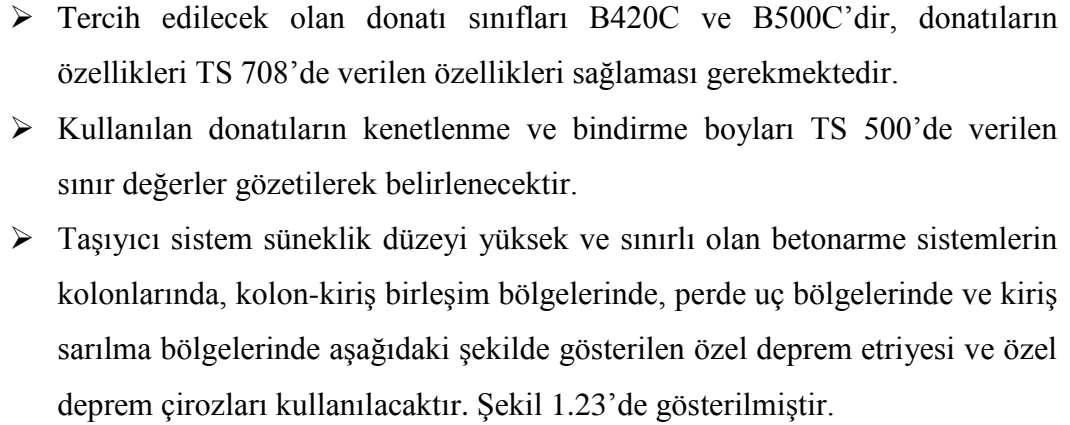 ➢ Tercih edilecek olan donatı sınıfları B420C ve B500C’dir, donatıların
özellikleri TS 708’de verilen özellikleri sağlaması gerekmektedir.
➢ Kullanılan donatıların kenetlenme ve bindirme boyları TS 500’de verilen
sınır değerler gözetilerek belirlenecektir.
➢ Taşıyıcı sistem süneklik düzeyi yüksek ve sınırlı olan betonarme sistemlerin
kolonlarında, kolon-kiriş birleşim bölgelerinde, perde uç bölgelerinde ve kiriş
sarılma bölgelerinde aşağıdaki şekilde gösterilen özel deprem etriyesi ve özel
deprem çirozları kullanılacaktır. Şekil 1.23’de gösterilmiştir.